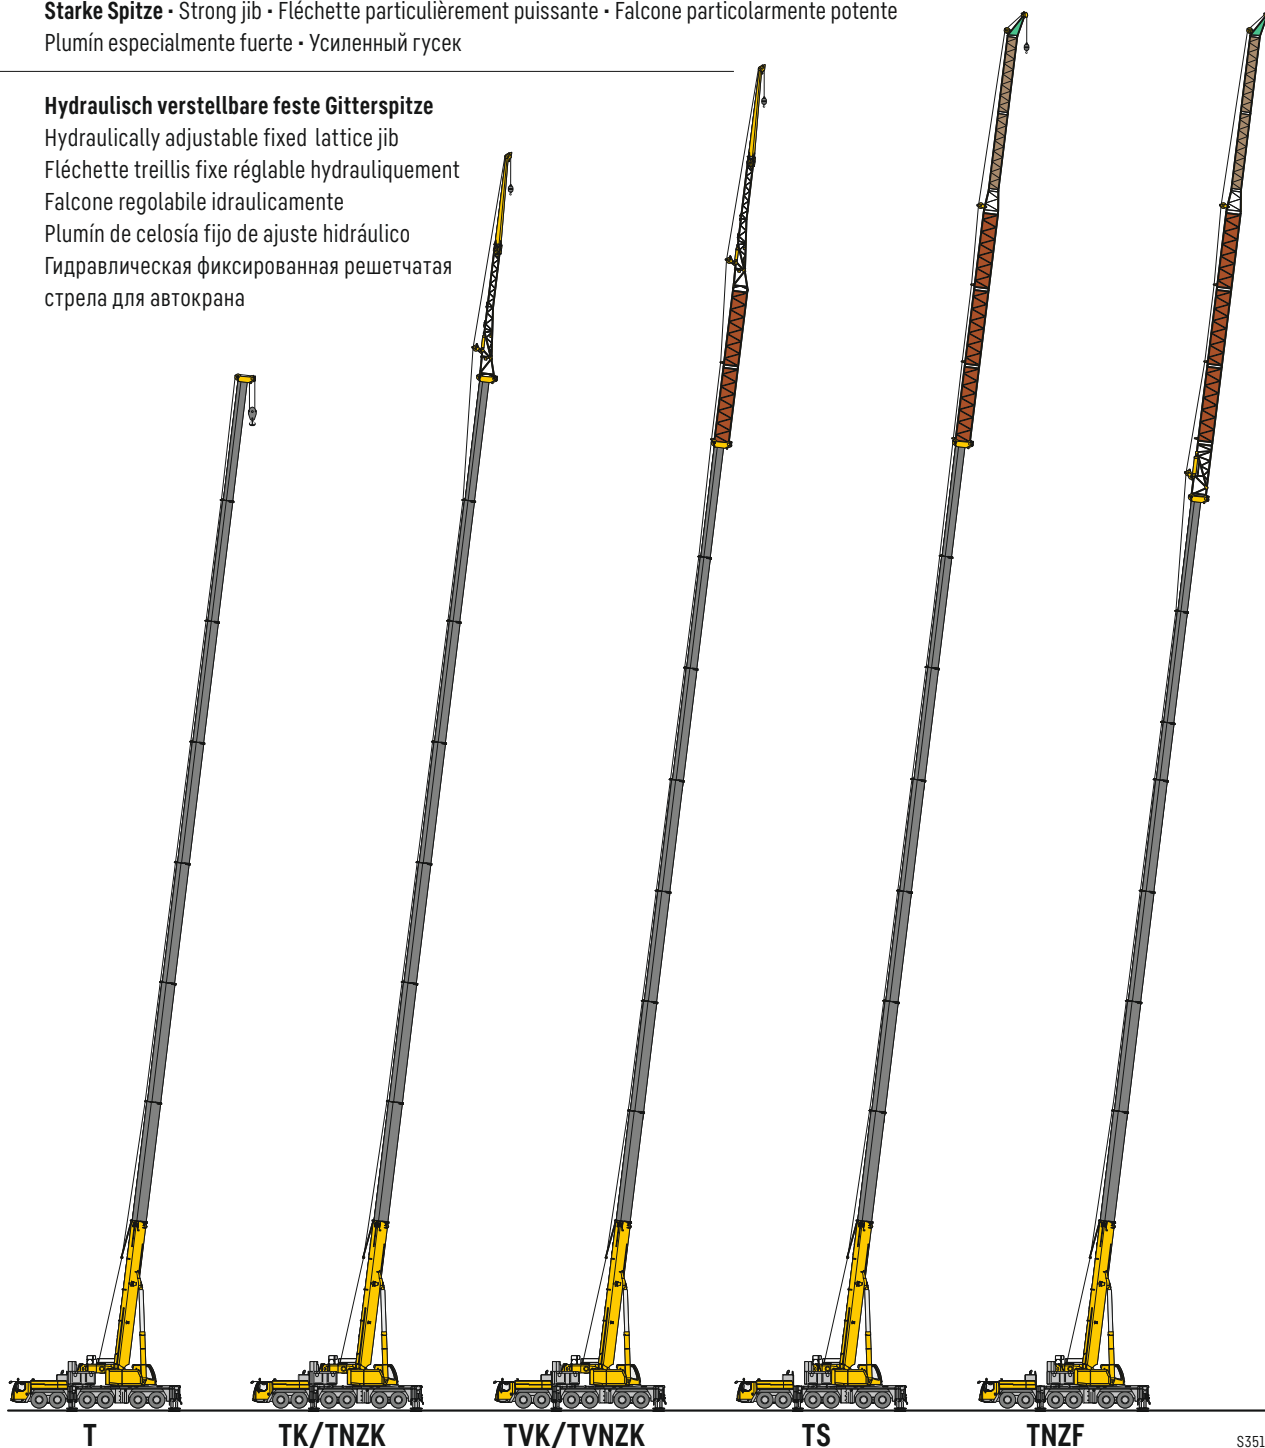 Starke Spitze · Strong jib · Fléchette particulièrement puissante · Falcone particolarmente potente
Plumín especialmente fuerte · Усиленный гусек
Hydraulisch verstellbare feste Gitterspitze
Hydraulically adjustable fixed lattice jib
Fléchette treillis fixe réglable hydrauliquement
Falcone regolabile idraulicamente
Plumín de celosía fijo de ajuste hidráulico
Гидравлическая фиксированная решетчатая
стрела для автокрана
T TK/TNZK TVK/TVNZK TS TNZF
S351